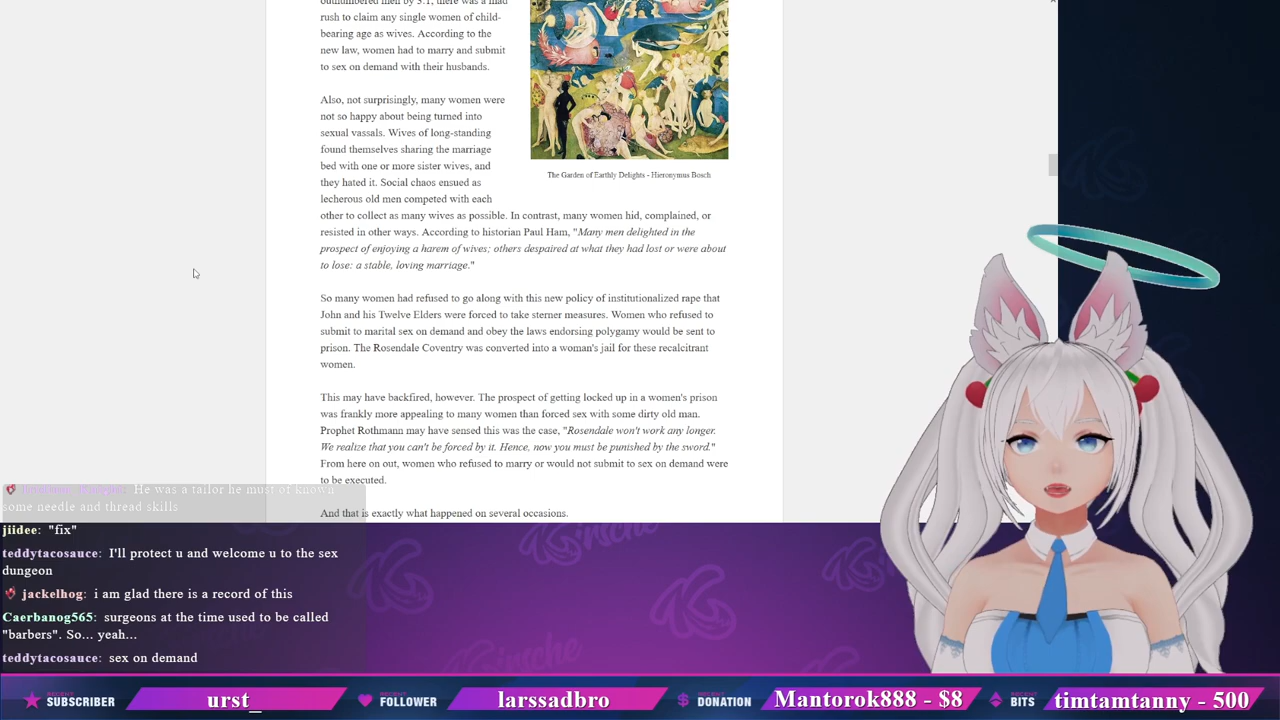 outnumbered men by 3:1, there was a mad
rush to claim any single women of child-
bearing age as wives. According to the
new law, women had to marry and submit
to sex on demand with their husbands.
Also, not surprisingly, many women were
not so happy about being turned into
sexual vassals. Wives of long-standing
found themselves sharing the marriage
bed with one or more sister wives, and
they hated it. Social chaos ensued as
lecherous old men competed with each
The Garden of Earthly Delights - Hieronymus Bosch
other to collect as many wives as possible. In contrast, many women hid, complained, or
resisted in other ways. According to historian Paul Ham, "Many men delighted in the
prospect of enjoying a harem of wives; others despaired at what they had lost or were about
to lose: a stable, loving marriage."
So many women had refused to go along with this new policy of institutionalized rape that
John and his Twelve Elders were forced to take sterner measures. Women who refused to
submit to marital sex on demand and obey the laws endorsing polygamy would be sent to
prison. The Rosendale Coventry was converted into a woman's jail for these recalcitrant
women.
This may have backfired, however. The prospect of getting locked up in a women's prison
was frankly more appealing to many women than forced sex with some dirty old man.
Prophet Rothmann may have sensed this was the case, "Rosendale won't work any longer.
We realize that you can't be forced by it. Hence, now you must be punished by the sword."
From here on out, women who refused to marry or would not submit to sex on demand were
to be executed.
And that is exactly what happened on several occasions.
He was a tailor he must of known
some needle and thread skills
jiidee: "fix"
teddytacosauce: I'll protect u and welcome u to the sex
dungeon
jackelhog: i am glad there is a record of this
Caerbanog565: surgeons at the time used to be called
"barbers". So... yeah...
teddytacosauce: sex on demand
RECENT SUBSCRIBER urst_ RECENT FOLLOWER larssadbro RECENT DONATION Mantorok888 - $8 RECENT BITS timtamtanny - 500